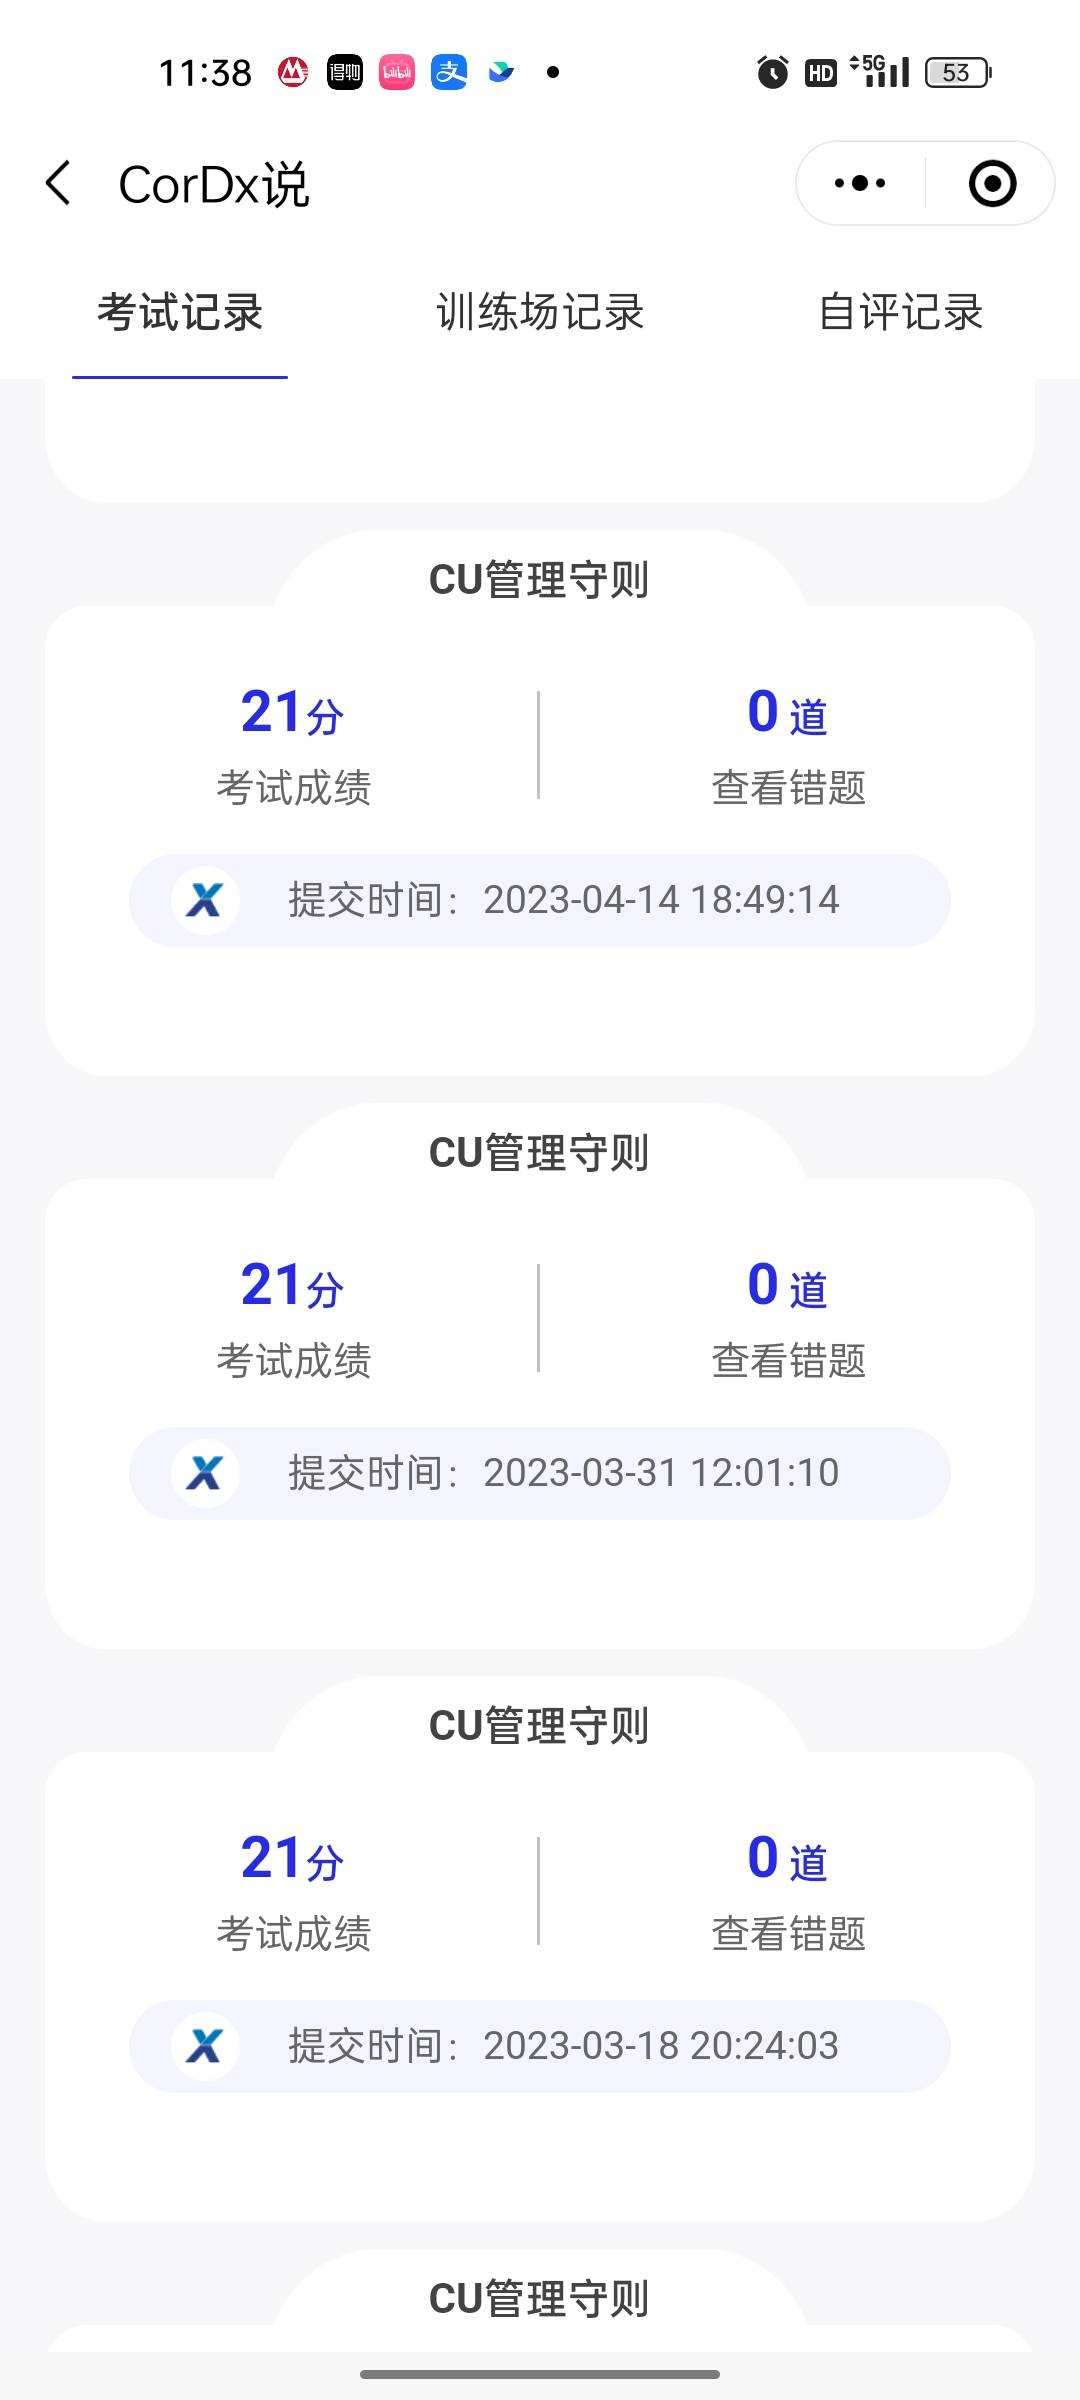 11:38 得物 bilibili 支 HD 5G 53
CorDx说
考试记录 训练场记录 自评记录
CU管理守则
21分 0 道
考试成绩 查看错题
X 提交时间：2023-04-14 18:49:14
CU管理守则
21分 0 道
考试成绩 查看错题
X 提交时间：2023-03-31 12:01:10
CU管理守则
21分 0 道
考试成绩 查看错题
X 提交时间：2023-03-18 20:24:03
CU管理守则